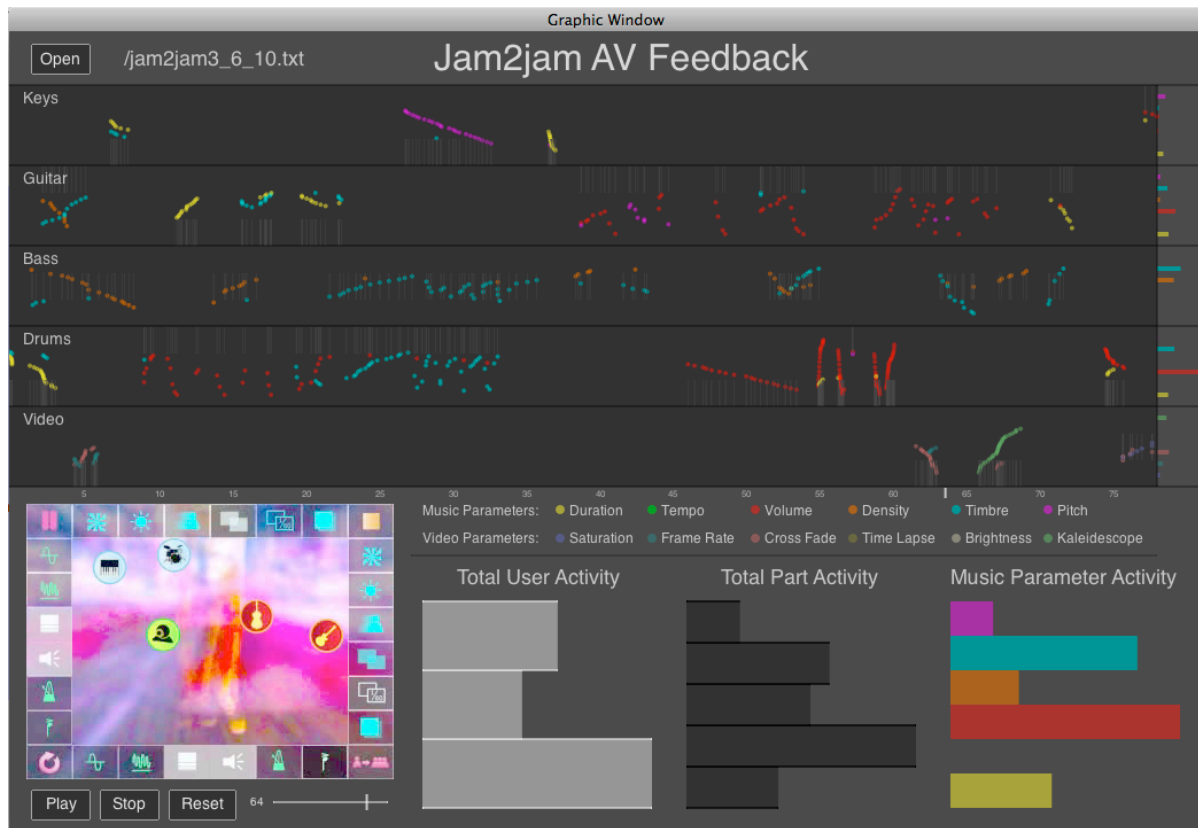 Graphic Window
Open /jam2jam3_6_10.txt Jam2jam AV Feedback
Keys
Guitar
Bass
Drums
Video
5 10 15 20 25 30 35 40 45 50 55 60 65 70 75
Music Parameters: Duration Tempo Volume Density Timbre Pitch
Video Parameters: Saturation Frame Rate Cross Fade Time Lapse Brightness Kaleidescope
Total User Activity Total Part Activity Music Parameter Activity
Play Stop Reset 64